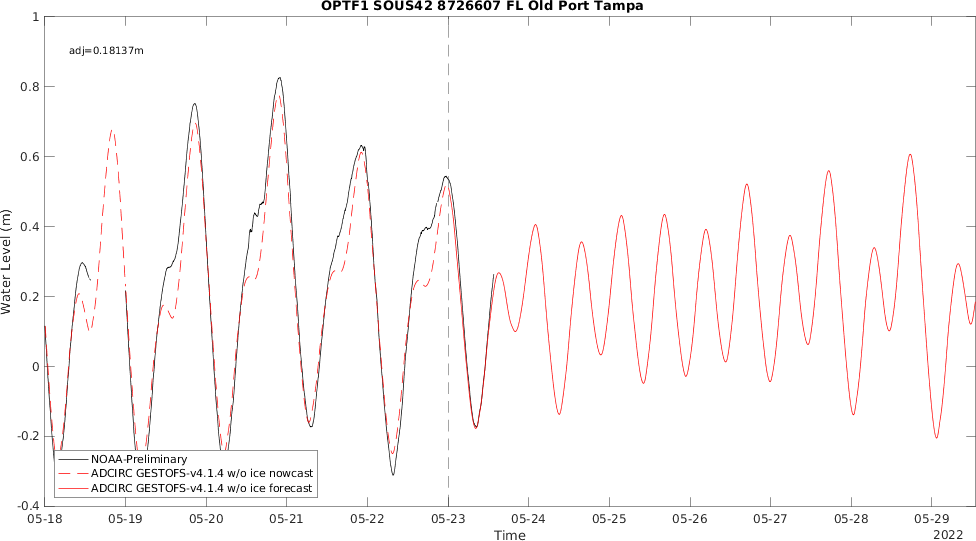 OPTF1 SOUS42 8726607 FL Old Port Tampa
adj=0.18137m
Water Level (m)
1
0.8
0.6
0.4
0.2
0
-0.2
-0.4
NOAA-Preliminary
ADCIRC GESTOFS-v4.1.4 w/o ice nowcast
ADCIRC GESTOFS-v4.1.4 w/o ice forecast
05-18 05-19 05-20 05-21 05-22 05-23 05-24 05-25 05-26 05-27 05-28 05-29
Time
2022